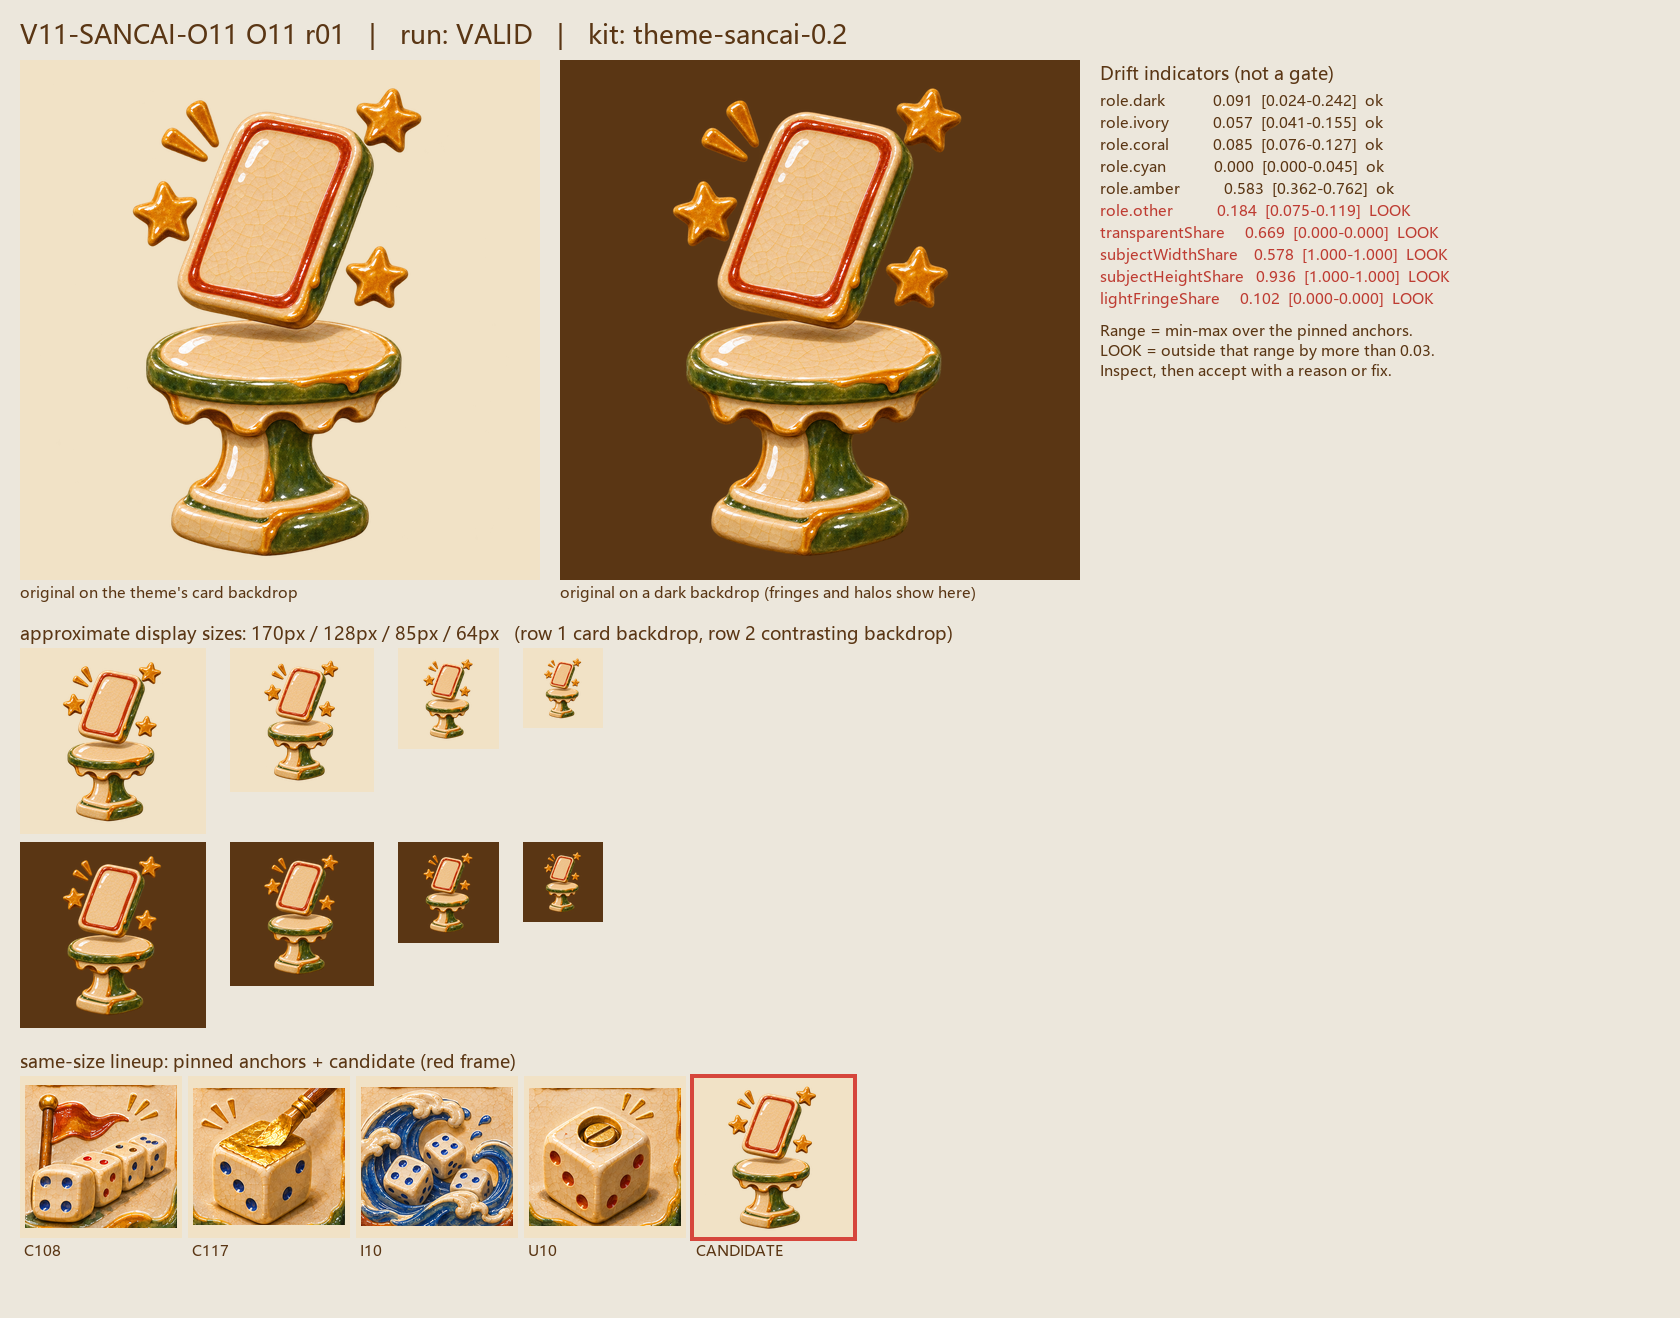 V11-SANCAI-O11 O11 r01 | run: VALID | kit: theme-sancai-0.2
Drift indicators (not a gate)
role.dark 0.091 [0.024-0.242] ok
role.ivory 0.057 [0.041-0.155] ok
role.coral 0.085 [0.076-0.127] ok
role.cyan 0.000 [0.000-0.045] ok
role.amber 0.583 [0.362-0.762] ok
role.other 0.184 [0.075-0.119] LOOK
transparentShare 0.669 [0.000-0.000] LOOK
subjectWidthShare 0.578 [1.000-1.000] LOOK
subjectHeightShare 0.936 [1.000-1.000] LOOK
lightFringeShare 0.102 [0.000-0.000] LOOK
Range = min-max over the pinned anchors.
LOOK = outside that range by more than 0.03.
Inspect, then accept with a reason or fix.
original on the theme's card backdrop
original on a dark backdrop (fringes and halos show here)
approximate display sizes: 170px / 128px / 85px / 64px (row 1 card backdrop, row 2 contrasting backdrop)
same-size lineup: pinned anchors + candidate (red frame)
C108
C117
I10
U10
CANDIDATE